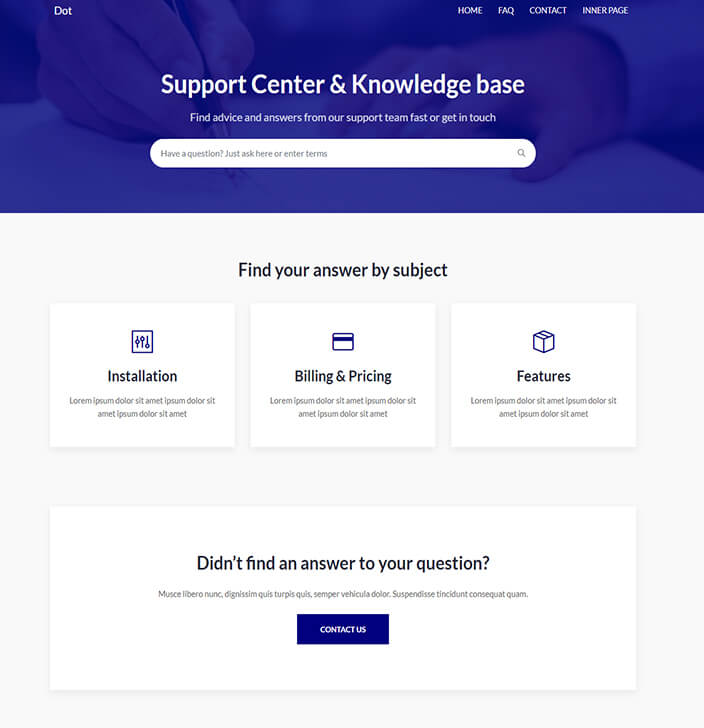 Dot HOME FAQ CONTACT INNER PAGE
Support Center & Knowledge base
Find advice and answers from our support team fast or get in touch
Have a question? Just ask here or enter terms
Find your answer by subject
Installation
Lorem ipsum dolor sit amet ipsum dolor sit
amet ipsum dolor sit amet
Billing & Pricing
Lorem ipsum dolor sit amet ipsum dolor sit
amet ipsum dolor sit amet
Features
Lorem ipsum dolor sit amet ipsum dolor sit
amet ipsum dolor sit amet
Didn’t find an answer to your question?
Musce libero nunc, dignissim quis turpis quis, semper vehicula dolor. Suspendisse tincidunt consequat quam.
CONTACT US